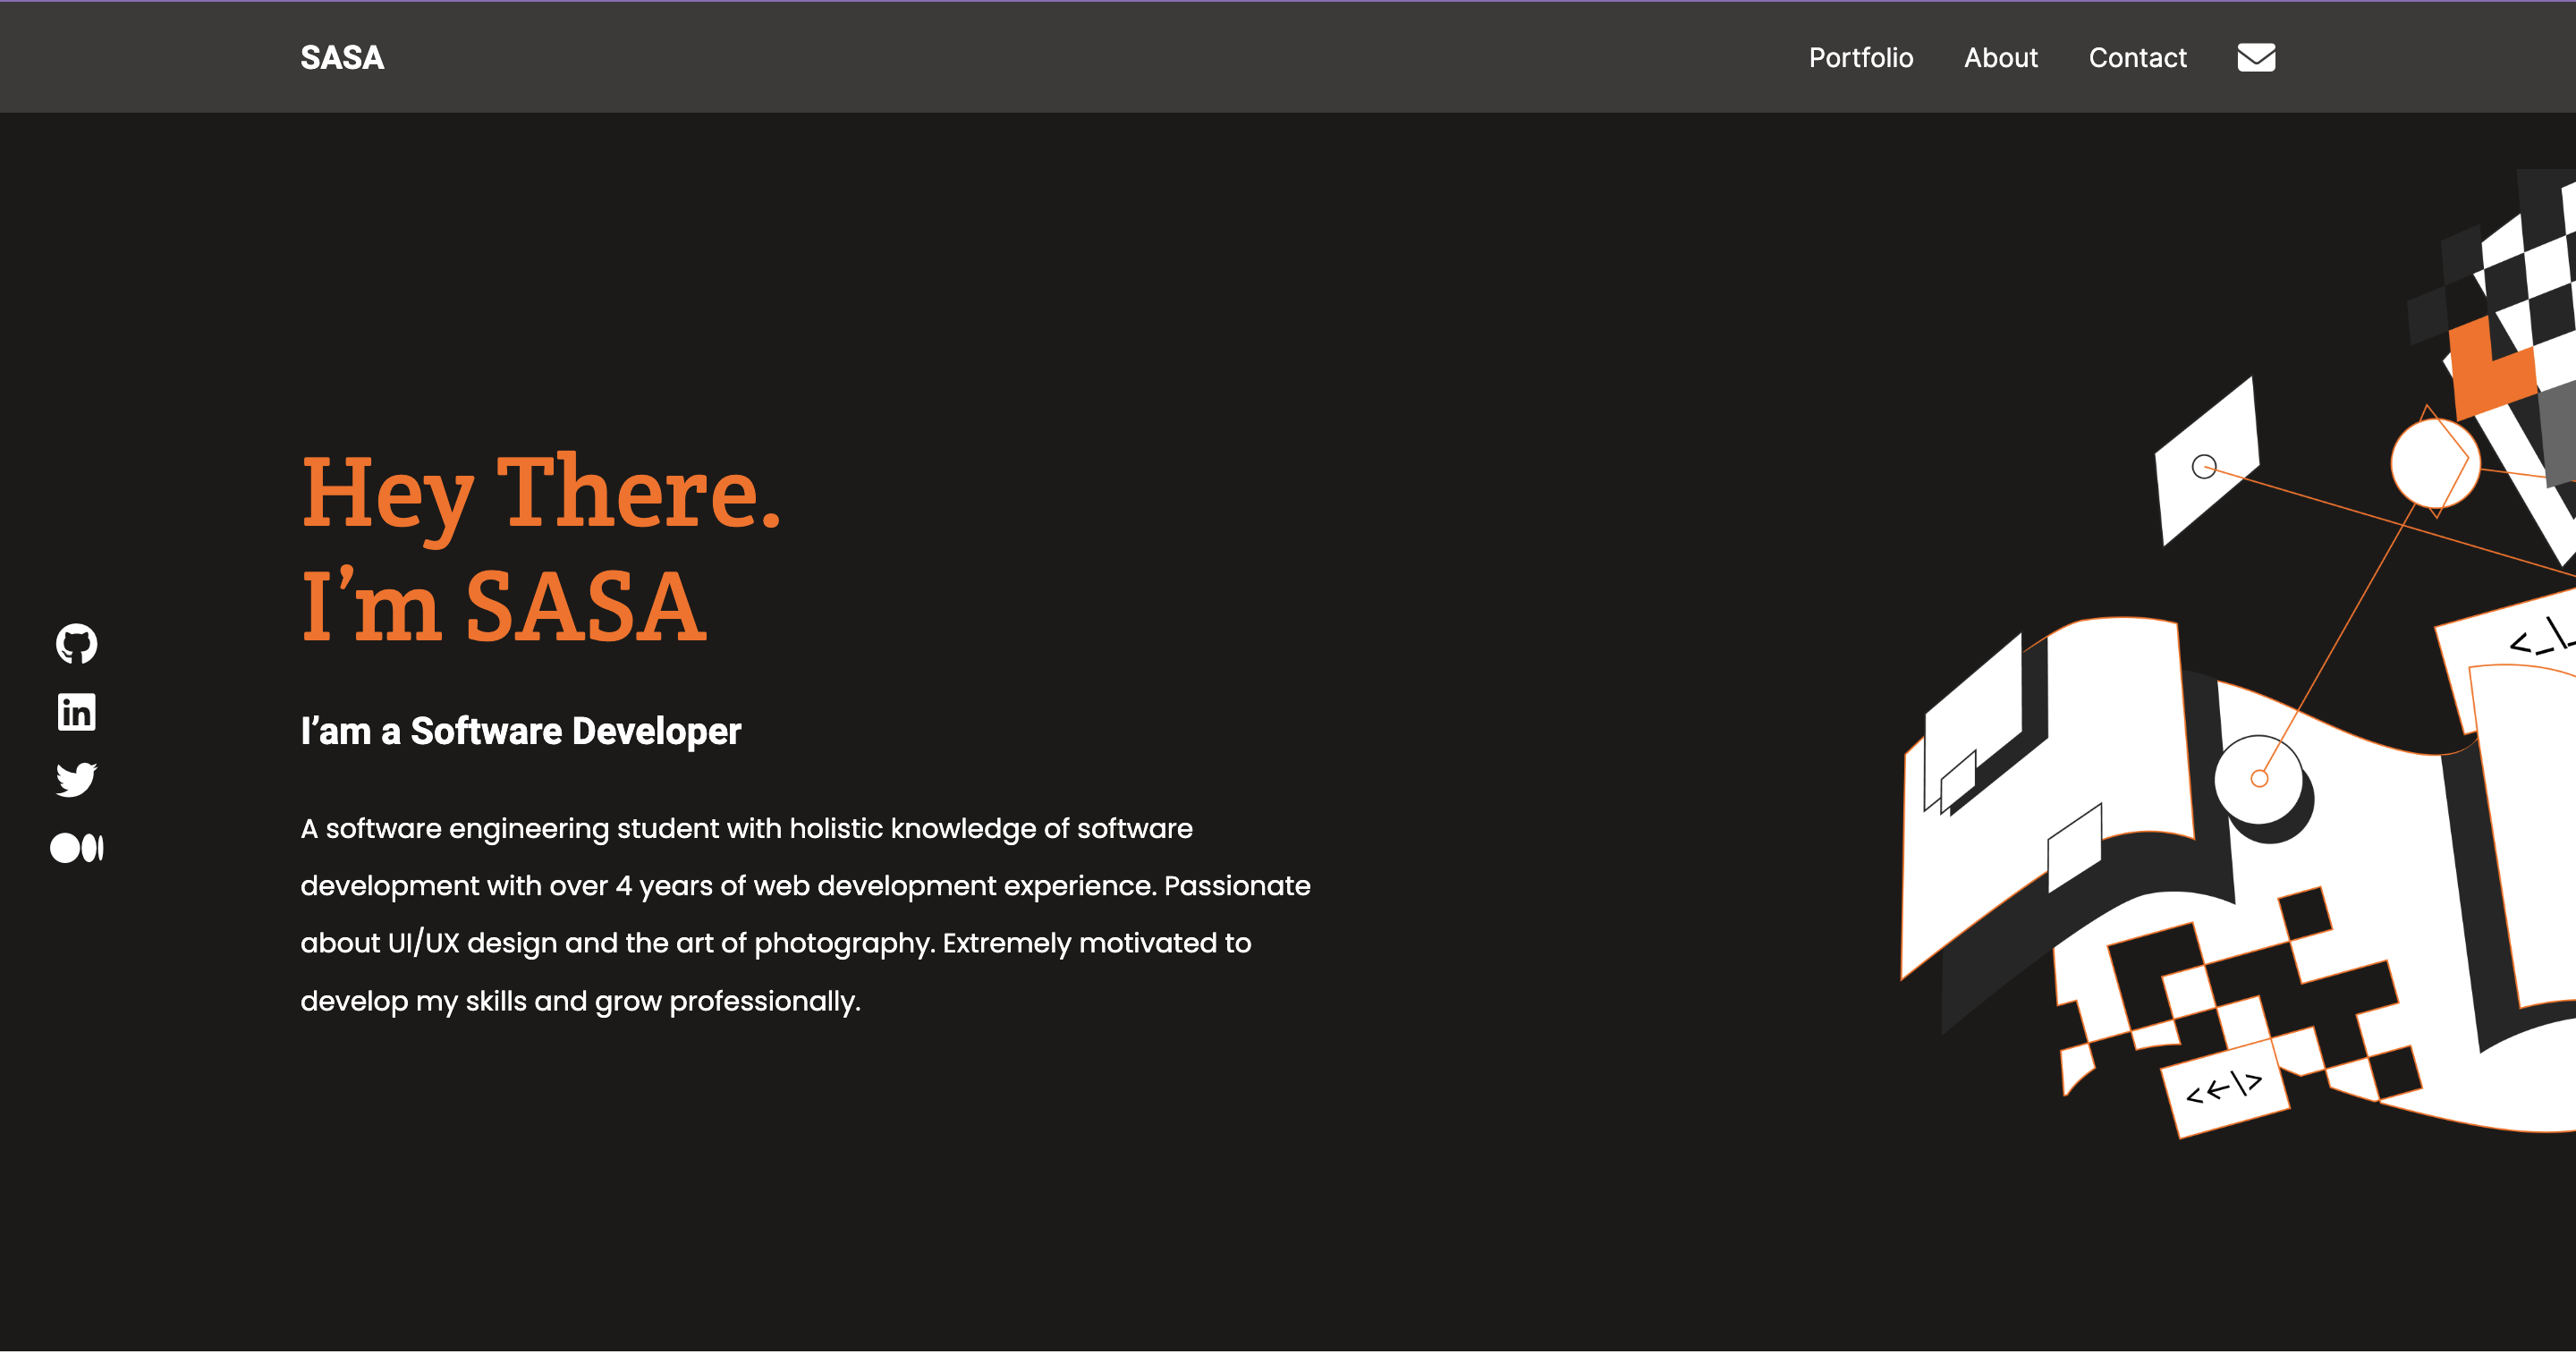 SASA
Portfolio About Contact
Hey There.
I’m SASA
I’am a Software Developer
A software engineering student with holistic knowledge of software
development with over 4 years of web development experience. Passionate
about UI/UX design and the art of photography. Extremely motivated to
develop my skills and grow professionally.
in
<_\_
<←\>